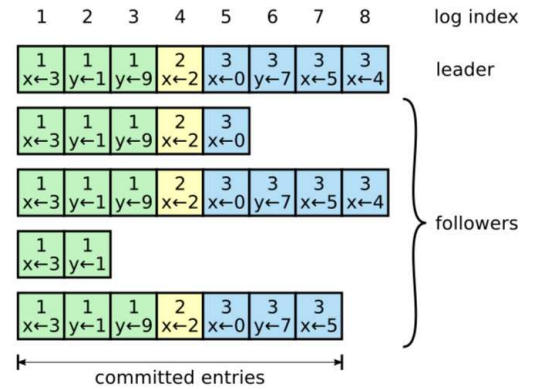 1 2 3 4 5 6 7 8 log index
1 1 1 2 3 3 3 3
x←3 y←1 y←9 x←2 x←0 y←7 x←5 x←4
leader
1 1 1 2 3
x←3 y←1 y←9 x←2 x←0
1 1 1 2 3 3 3 3
x←3 y←1 y←9 x←2 x←0 y←7 x←5 x←4
followers
1 1
x←3 y←1
1 1 1 2 3 3 3
x←3 y←1 y←9 x←2 x←0 y←7 x←5
committed entries